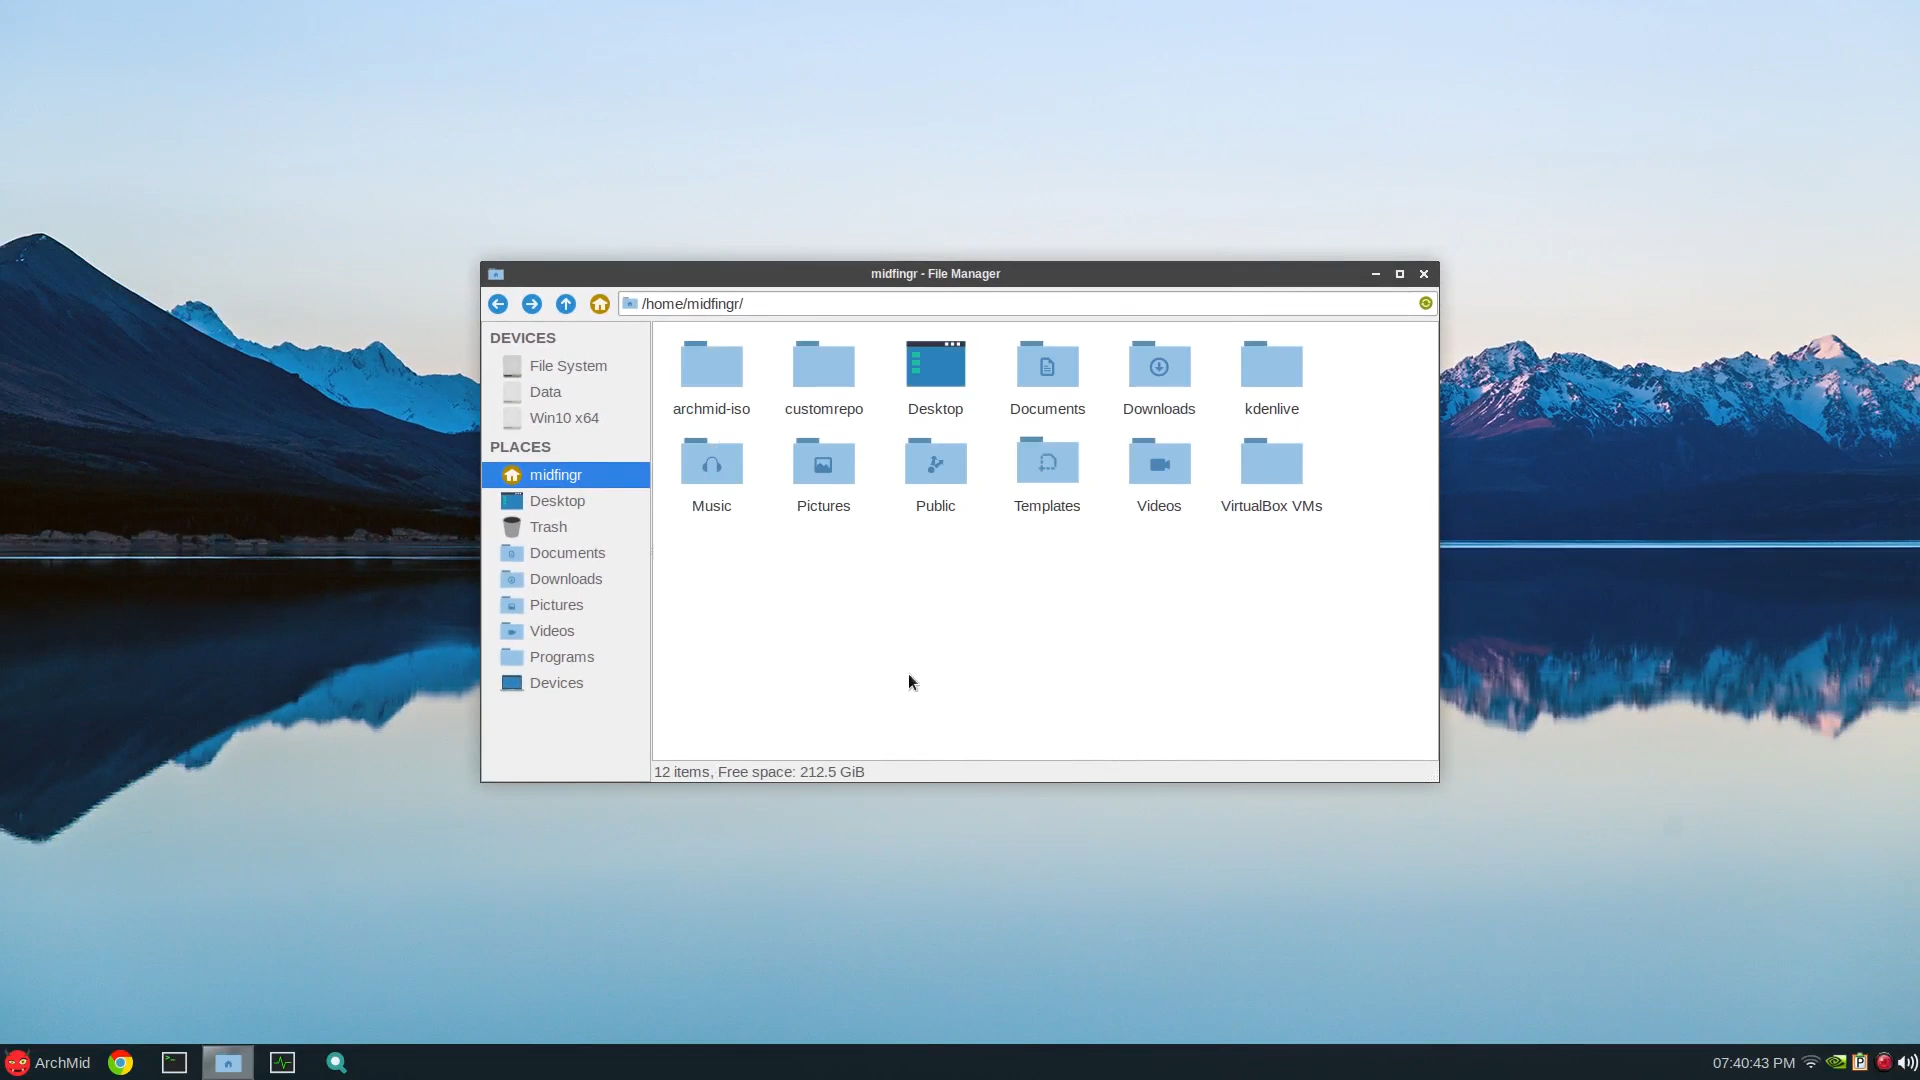 midfingr - File Manager
/home/midfingr/
DEVICES
File System
Data
Win10 x64
PLACES
midfingr
Desktop
Trash
Documents
Downloads
Pictures
Videos
Programs
Devices
archmid-iso customrepo Desktop Documents Downloads kdenlive
Music Pictures Public Templates Videos VirtualBox VMs
12 items, Free space: 212.5 GiB
ArchMid
07:40:43 PM